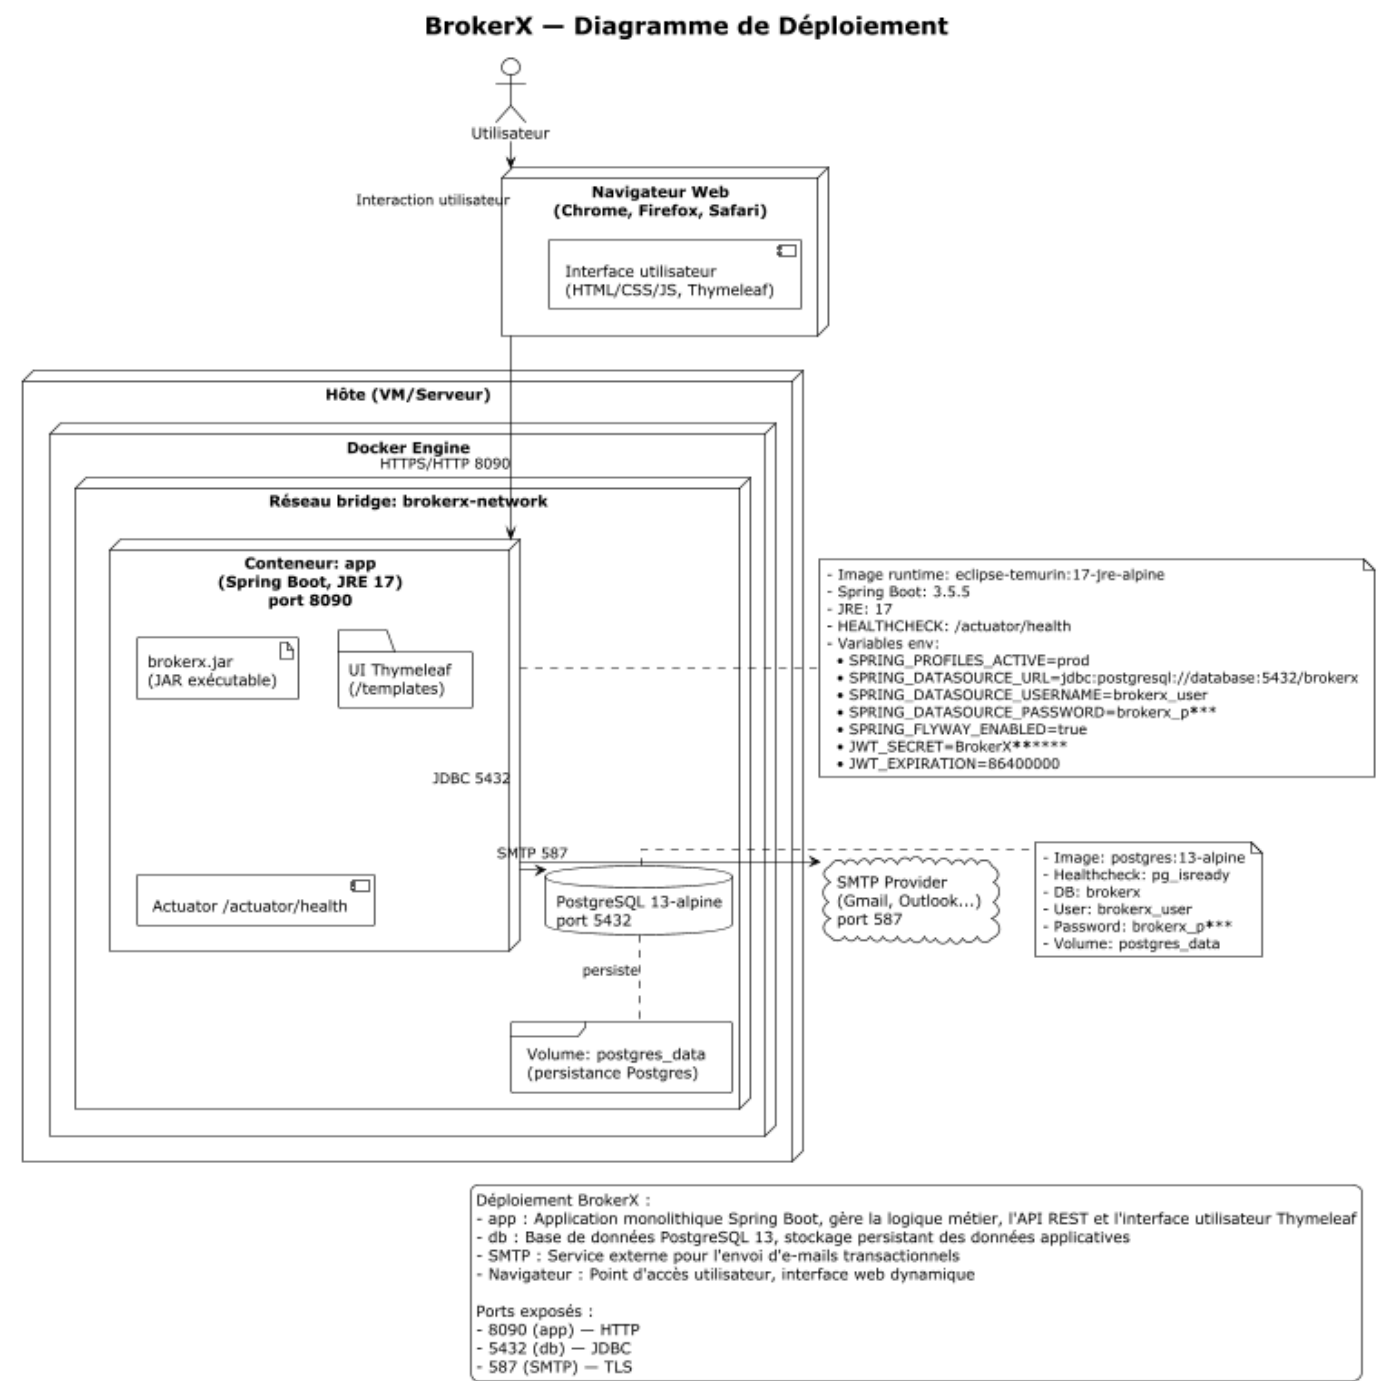 BrokerX — Diagramme de Déploiement
Utilisateur
Interaction utilisateur
Navigateur Web
(Chrome, Firefox, Safari)
Interface utilisateur
(HTML/CSS/JS, Thymeleaf)
Hôte (VM/Serveur)
Docker Engine
HTTPS/HTTP 8090
Réseau bridge: brokerx-network
Conteneur: app
(Spring Boot, JRE 17)
port 8090
brokerx.jar
(JAR exécutable)
UI Thymeleaf
(/templates)
- Image runtime: eclipse-temurin:17-jre-alpine
- Spring Boot: 3.5.5
- JRE: 17
- HEALTHCHECK: /actuator/health
- Variables env:
• SPRING_PROFILES_ACTIVE=prod
• SPRING_DATASOURCE_URL=jdbc:postgresql://database:5432/brokerx
• SPRING_DATASOURCE_USERNAME=brokerx_user
• SPRING_DATASOURCE_PASSWORD=brokerx_p***
• SPRING_FLYWAY_ENABLED=true
• JWT_SECRET=BrokerX******
• JWT_EXPIRATION=86400000
JDBC 5432
SMTP 587
Actuator /actuator/health
PostgreSQL 13-alpine
port 5432
SMTP Provider
(Gmail, Outlook...)
port 587
- Image: postgres:13-alpine
- Healthcheck: pg_isready
- DB: brokerx
- User: brokerx_user
- Password: brokerx_p***
- Volume: postgres_data
persiste
Volume: postgres_data
(persistance Postgres)
Déploiement BrokerX :
- app : Application monolithique Spring Boot, gère la logique métier, l'API REST et l'interface utilisateur Thymeleaf
- db : Base de données PostgreSQL 13, stockage persistant des données applicatives
- SMTP : Service externe pour l'envoi d'e-mails transactionnels
- Navigateur : Point d'accès utilisateur, interface web dynamique
Ports exposés :
- 8090 (app) — HTTP
- 5432 (db) — JDBC
- 587 (SMTP) — TLS